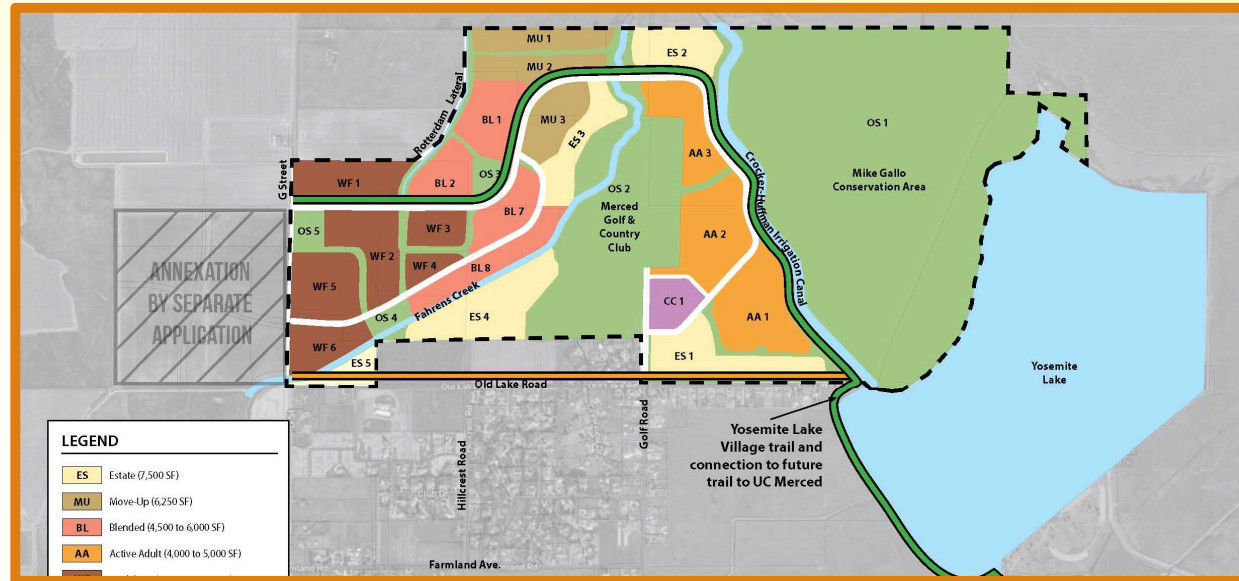 MU 1
ES 2
MU 2
Rotterdam Lateral
BL 1
MU 3
ES 3
AA 3
OS 1
Mike Gallo
Conservation Area
Crocker-Huffman Irrigation Canal
G Street
WF 1
BL 2
OS 3
OS 2
Merced
Golf &
Country
Club
BL 7
OS 5
WF 3
WF 2
WF 4
BL 8
AA 2
ANNEXATION
BY SEPARATE
APPLICATION
WF 5
Fahrens Creek
CC 1
AA 1
OS 4
ES 4
WF 6
ES 5
ES 1
Yosemite
Lake
Old Lake Road
Hillcrest Road
Golf Road
Yosemite Lake
Village trail and
connection to future
trail to UC Merced
Farmland Ave.
LEGEND
ES Estate (7,500 SF)
MU Move-Up (6,250 SF)
BL Blended (4,500 to 6,000 SF)
AA Active Adult (4,000 to 5,000 SF)